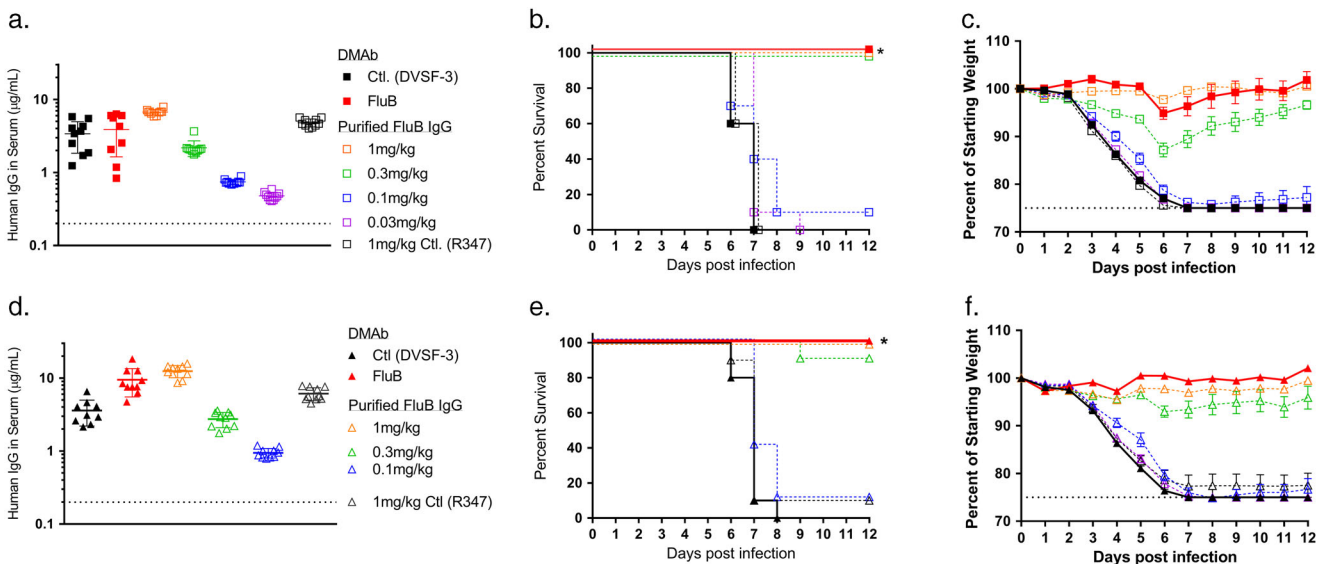 a.
Human IgG in Serum (ug/mL)
10
1
0.1
DMAb
Ctl. (DVSF-3)
FluB
Purified FluB IgG
1mg/kg
0.3mg/kg
0.1mg/kg
0.03mg/kg
1mg/kg Ctl. (R347)
b.
Percent Survival
100
80
60
40
20
0
*
0 1 2 3 4 5 6 7 8 9 10 11 12
Days post infection
c.
Percent of Starting Weight
110
100
90
80
70
0 1 2 3 4 5 6 7 8 9 10 11 12
Days post infection
d.
Human IgG in Serum (ug/mL)
10
1
0.1
DMAb
Ctl (DVSF-3)
FluB
Purified FluB IgG
1mg/kg
0.3mg/kg
0.1mg/kg
1mg/kg Ctl (R347)
e.
Percent Survival
100
80
60
40
20
0
*
0 1 2 3 4 5 6 7 8 9 10 11 12
Days post infection
f.
Percent of Starting Weight
110
100
90
80
70
0 1 2 3 4 5 6 7 8 9 10 11 12
Days post infection